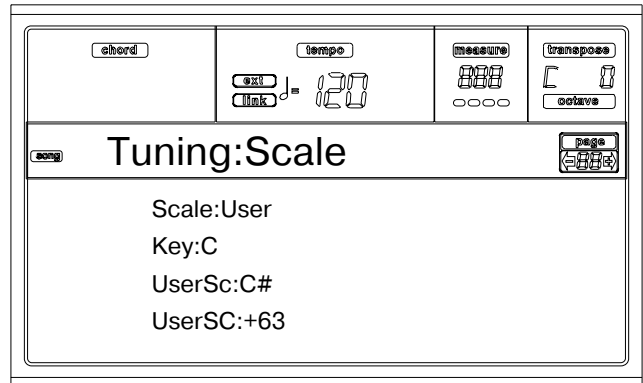 chord
tempo
measure
transpose
ext
link
= 120
888
C 0
octave
song
Tuning:Scale
page
88
Scale:User
Key:C
UserSc:C#
UserSC:+63